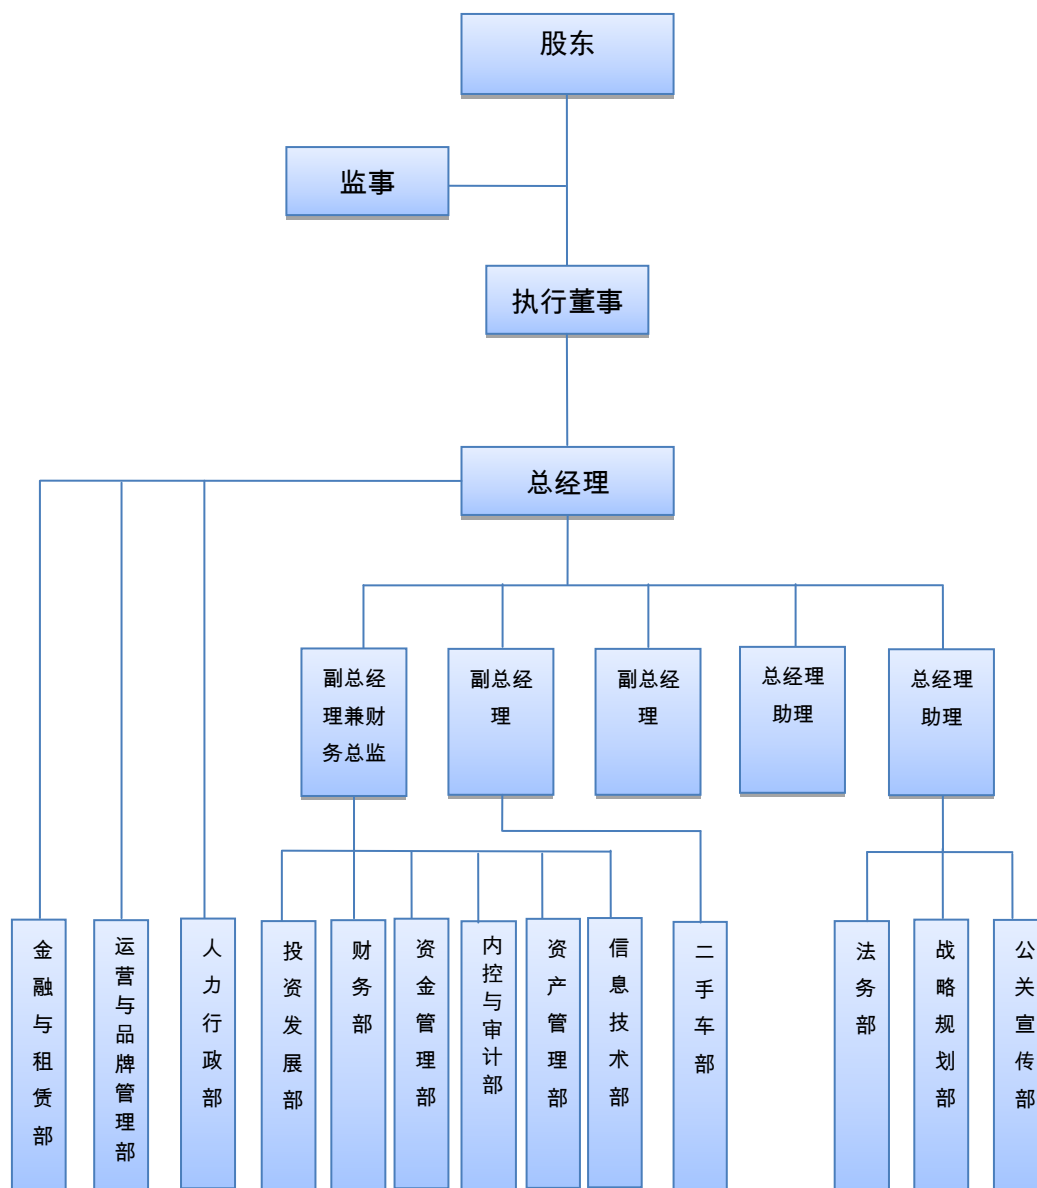 股东
监事
执行董事
总经理
副总经
理兼财
务总监
副总经
理
副总经
理
总经理
助理
总经理
助理
金融与租赁部
运营与品牌管理部
人力行政部
投资发展部
财务部
资金管理部
内控与审计部
资产管理部
信息技术部
二手车部
法务部
战略规划部
公关宣传部